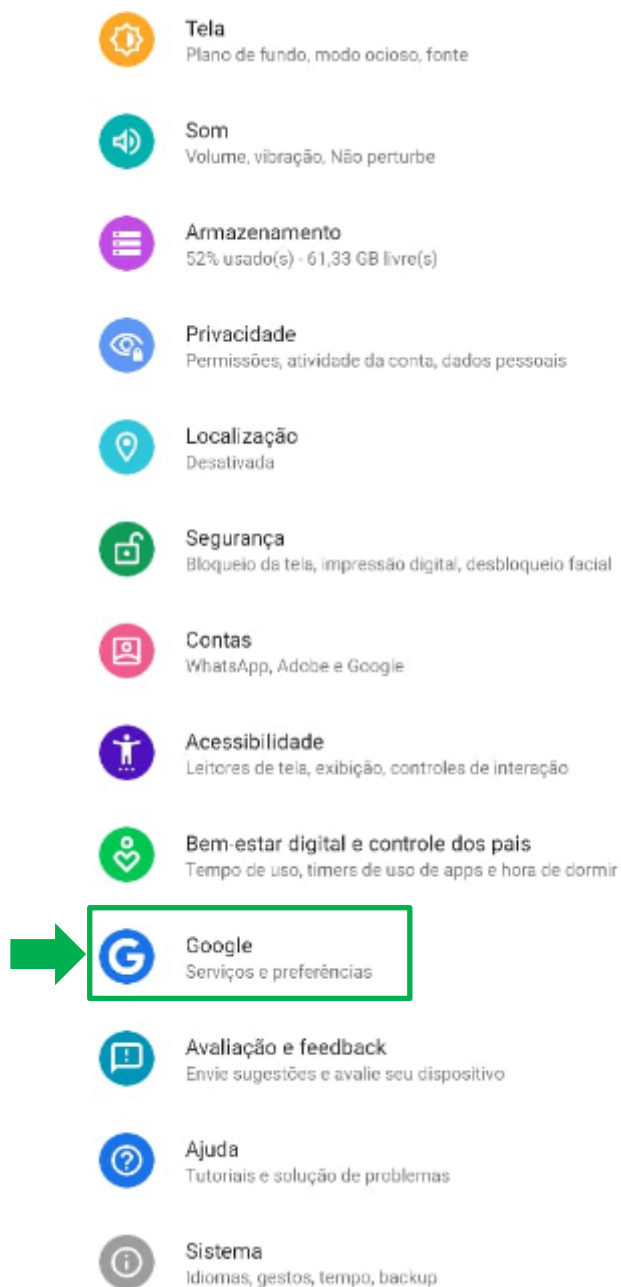 Tela
Plano de fundo, modo ocioso, fonte
Som
Volume, vibração, Não perturbe
Armazenamento
52% usado(s) - 61,33 GB livre(s)
Privacidade
Permissões, atividade da conta, dados pessoais
Localização
Desativada
Segurança
Bloqueio da tela, impressão digital, desbloqueio facial
Contas
WhatsApp, Adobe e Google
Acessibilidade
Leitores de tela, exibição, controles de interação
Bem-estar digital e controle dos pais
Tempo de uso, timers de uso de apps e hora de dormir
Google
Serviços e preferências
Avaliação e feedback
Envie sugestões e avalie seu dispositivo
Ajuda
Tutoriais e solução de problemas
Sistema
Idiomas, gestos, tempo, backup